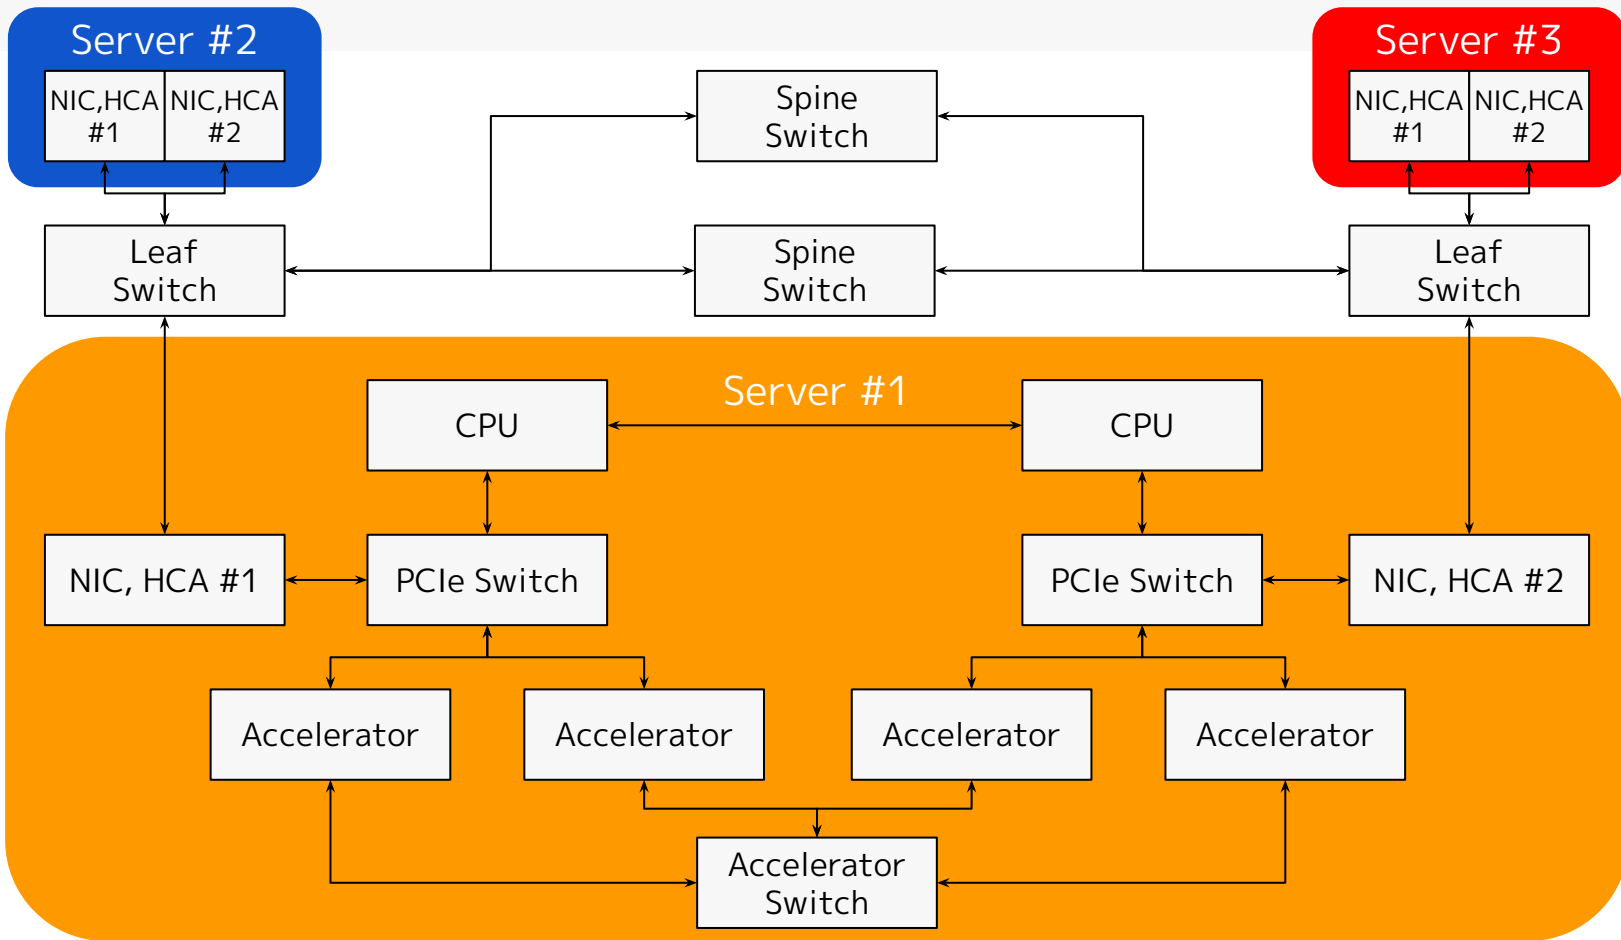 Server #2
NIC,HCA
#1
NIC,HCA
#2
Spine
Switch
Server #3
NIC,HCA
#1
NIC,HCA
#2
Leaf
Switch
Spine
Switch
Leaf
Switch
Server #1
CPU
CPU
NIC, HCA #1
PCIe Switch
PCIe Switch
NIC, HCA #2
Accelerator
Accelerator
Accelerator
Accelerator
Accelerator
Switch